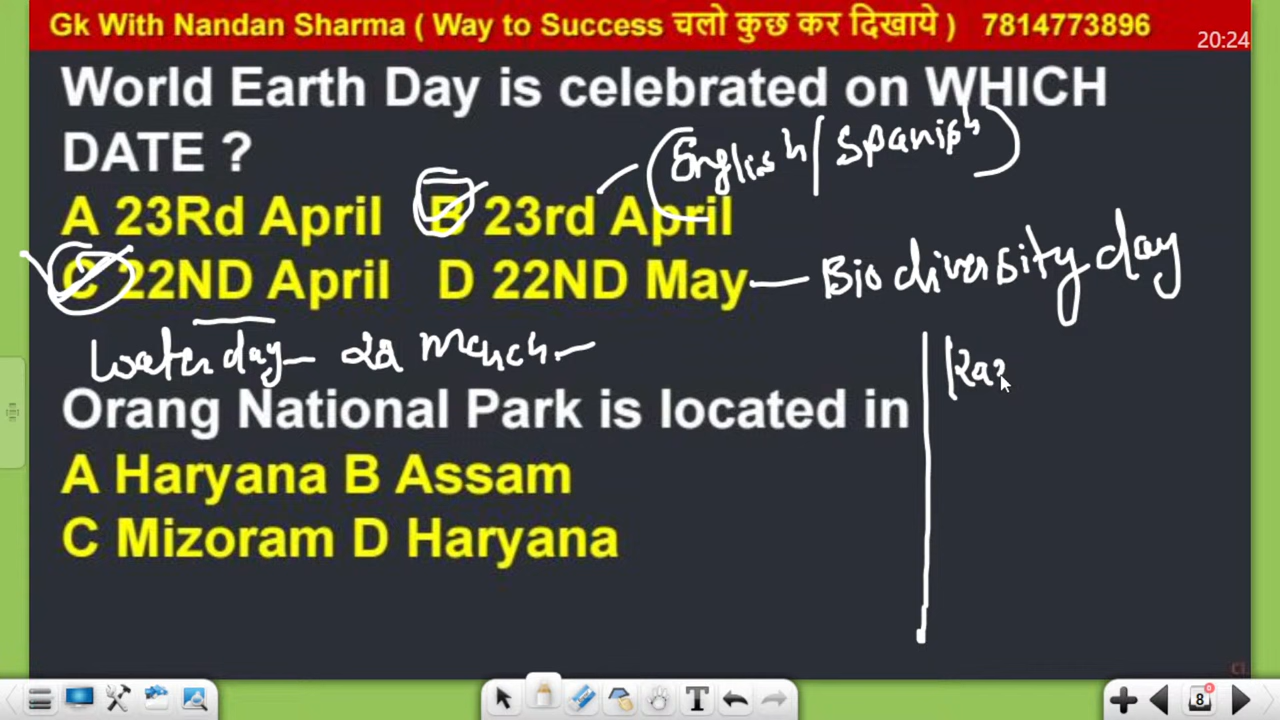 Gk With Nandan Sharma ( Way to Success चलो कुछ कर दिखाये ) 7814773896
20:24
World Earth Day is celebrated on WHICH
DATE ?
(English/Spanish)
A 23Rd April B 23rd April
C 22ND April D 22ND May — Biodiversity day
Water day - 22 March
Orang National Park is located in
A Haryana B Assam
C Mizoram D Haryana
T
8
0